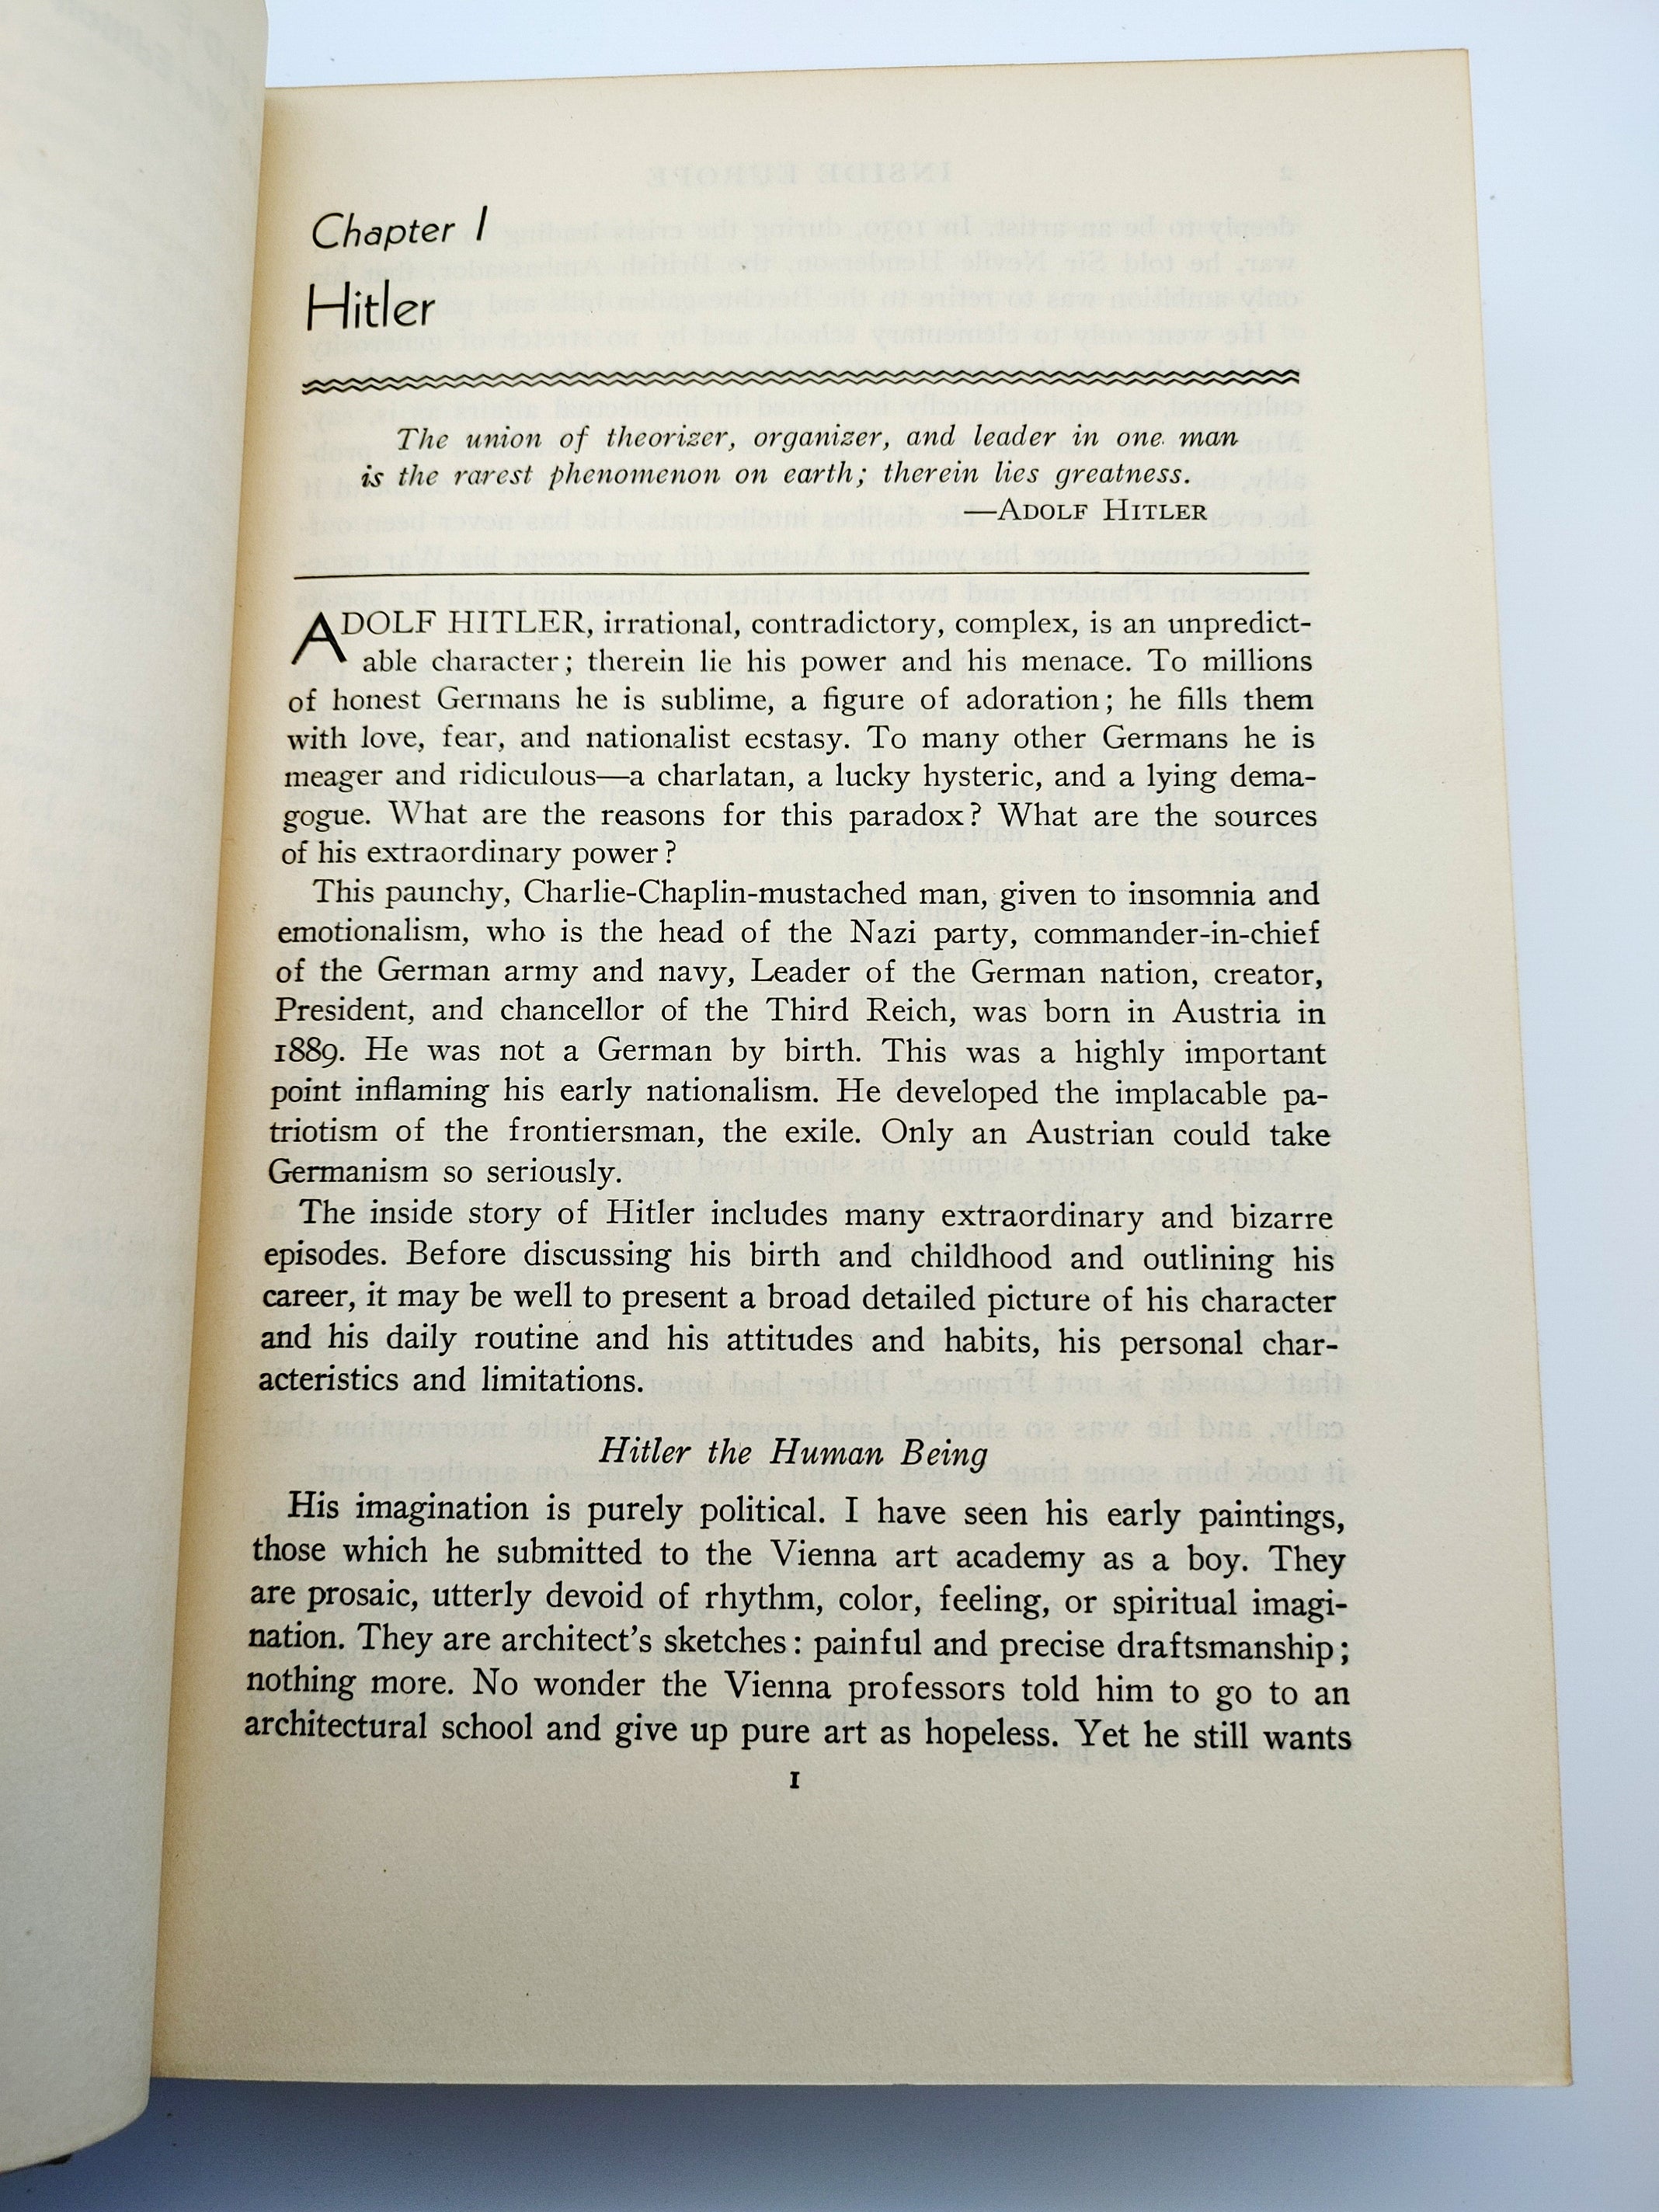 Chapter I
Hitler
The union of theorizer, organizer, and leader in one man
is the rarest phenomenon on earth; therein lies greatness.
—ADOLF HITLER
ADOLF HITLER, irrational, contradictory, complex, is an unpredict-
able character; therein lie his power and his menace. To millions
of honest Germans he is sublime, a figure of adoration; he fills them
with love, fear, and nationalist ecstasy. To many other Germans he is
meager and ridiculous—a charlatan, a lucky hysteric, and a lying dema-
gogue. What are the reasons for this paradox? What are the sources
of his extraordinary power?
This paunchy, Charlie-Chaplin-mustached man, given to insomnia and
emotionalism, who is the head of the Nazi party, commander-in-chief
of the German army and navy, Leader of the German nation, creator,
President, and chancellor of the Third Reich, was born in Austria in
1889. He was not a German by birth. This was a highly important
point inflaming his early nationalism. He developed the implacable pa-
triotism of the frontiersman, the exile. Only an Austrian could take
Germanism so seriously.
The inside story of Hitler includes many extraordinary and bizarre
episodes. Before discussing his birth and childhood and outlining his
career, it may be well to present a broad detailed picture of his character
and his daily routine and his attitudes and habits, his personal char-
acteristics and limitations.
Hitler the Human Being
His imagination is purely political. I have seen his early paintings,
those which he submitted to the Vienna art academy as a boy. They
are prosaic, utterly devoid of rhythm, color, feeling, or spiritual imagi-
nation. They are architect's sketches: painful and precise draftsmanship;
nothing more. No wonder the Vienna professors told him to go to an
architectural school and give up pure art as hopeless. Yet he still wants
1